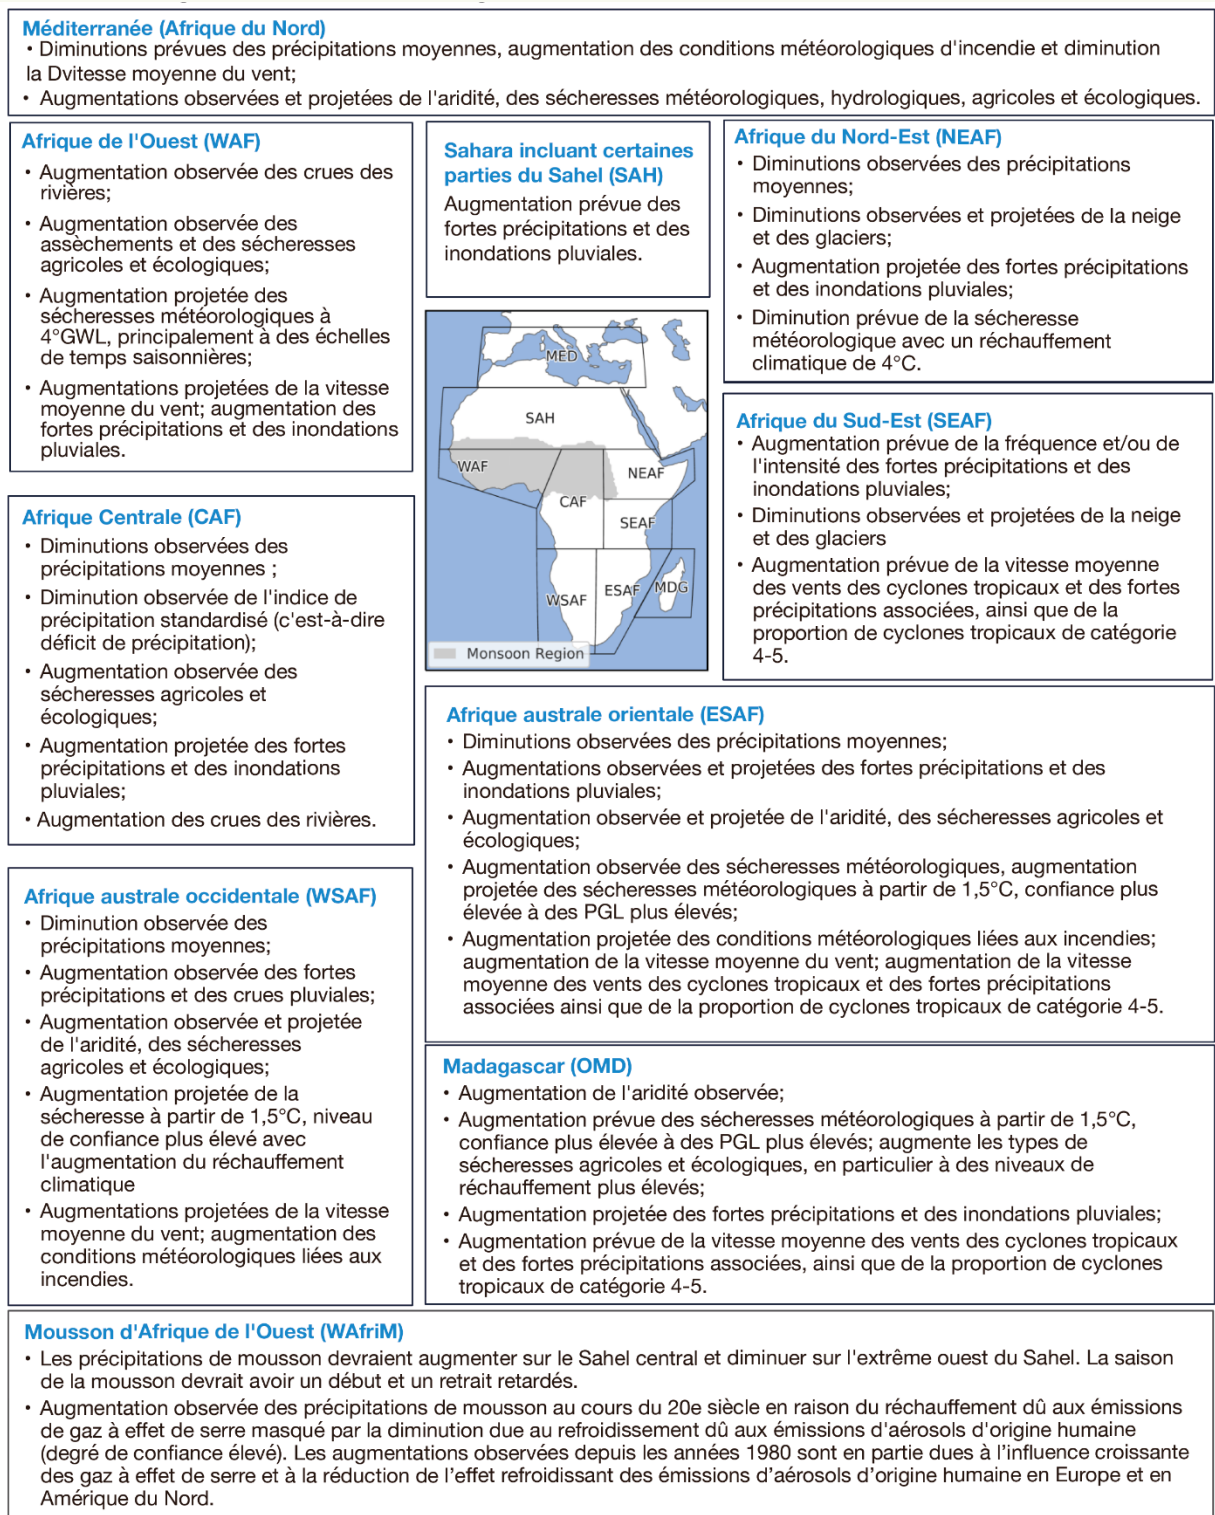 Méditerranée (Afrique du Nord)
• Diminutions prévues des précipitations moyennes, augmentation des conditions météorologiques d'incendie et diminution
la Dvitesse moyenne du vent;
• Augmentations observées et projetées de l'aridité, des sécheresses météorologiques, hydrologiques, agricoles et écologiques.
Afrique de l'Ouest (WAF)
• Augmentation observée des crues des
rivières;
• Augmentation observée des
assèchements et des sécheresses
agricoles et écologiques;
• Augmentation projetée des
sécheresses météorologiques à
4°GWL, principalement à des échelles
de temps saisonnières;
• Augmentations projetées de la vitesse
moyenne du vent; augmentation des
fortes précipitations et des inondations
pluviales.
Sahara incluant certaines
parties du Sahel (SAH)
Augmentation prévue des
fortes précipitations et des
inondations pluviales.
Afrique du Nord-Est (NEAF)
• Diminutions observées des précipitations
moyennes;
• Diminutions observées et projetées de la neige
et des glaciers;
• Augmentation projetée des fortes précipitations
et des inondations pluviales;
• Diminution prévue de la sécheresse
météorologique avec un réchauffement
climatique de 4°C.
MED
SAH
WAF
NEAF
CAF
SEAF
WSAF
ESAF
MDG
Monsoon Region
Afrique du Sud-Est (SEAF)
• Augmentation prévue de la fréquence et/ou de
l'intensité des fortes précipitations et des
inondations pluviales;
• Diminutions observées et projetées de la neige
et des glaciers
• Augmentation prévue de la vitesse moyenne
des vents des cyclones tropicaux et des fortes
précipitations associées, ainsi que de la
proportion de cyclones tropicaux de catégorie
4-5.
Afrique Centrale (CAF)
• Diminutions observées des
précipitations moyennes ;
• Diminution observée de l'indice de
précipitation standardisé (c'est-à-dire
déficit de précipitation);
• Augmentation observée des
sécheresses agricoles et
écologiques;
• Augmentation projetée des fortes
précipitations et des inondations
pluviales;
• Augmentation des crues des rivières.
Afrique australe orientale (ESAF)
• Diminutions observées des précipitations moyennes;
• Augmentations observées et projetées des fortes précipitations et des
inondations pluviales;
• Augmentation observée et projetée de l'aridité, des sécheresses agricoles et
écologiques;
• Augmentation observée des sécheresses météorologiques, augmentation
projetée des sécheresses météorologiques à partir de 1,5°C, confiance plus
élevée à des PGL plus élevés;
• Augmentation projetée des conditions météorologiques liées aux incendies;
augmentation de la vitesse moyenne du vent; augmentation de la vitesse
moyenne des vents des cyclones tropicaux et des fortes précipitations
associées ainsi que de la proportion de cyclones tropicaux de catégorie 4-5.
Afrique australe occidentale (WSAF)
• Diminution observée des
précipitations moyennes;
• Augmentation observée des fortes
précipitations et des crues pluviales;
• Augmentation observée et projetée
de l'aridité, des sécheresses
agricoles et écologiques;
• Augmentation projetée de la
sécheresse à partir de 1,5°C, niveau
de confiance plus élevé avec
l'augmentation du réchauffement
climatique
• Augmentations projetées de la vitesse
moyenne du vent; augmentation des
conditions météorologiques liées aux
incendies.
Madagascar (OMD)
• Augmentation de l'aridité observée;
• Augmentation prévue des sécheresses météorologiques à partir de 1,5°C,
confiance plus élevée à des PGL plus élevés; augmente les types de
sécheresses agricoles et écologiques, en particulier à des niveaux de
réchauffement plus élevés;
• Augmentation projetée des fortes précipitations et des inondations pluviales;
• Augmentation prévue de la vitesse moyenne des vents des cyclones tropicaux
et des fortes précipitations associées, ainsi que de la proportion de cyclones
tropicaux de catégorie 4-5.
Mousson d'Afrique de l'Ouest (WAfriM)
• Les précipitations de mousson devraient augmenter sur le Sahel central et diminuer sur l'extrême ouest du Sahel. La saison
de la mousson devrait avoir un début et un retrait retardés.
• Augmentation observée des précipitations de mousson au cours du 20e siècle en raison du réchauffement dû aux émissions
de gaz à effet de serre masqué par la diminution due au refroidissement dû aux émissions d'aérosols d'origine humaine
(degré de confiance élevé). Les augmentations observées depuis les années 1980 sont en partie dues à l’influence croissante
des gaz à effet de serre et à la réduction de l’effet refroidissant des émissions d’aérosols d’origine humaine en Europe et en
Amérique du Nord.